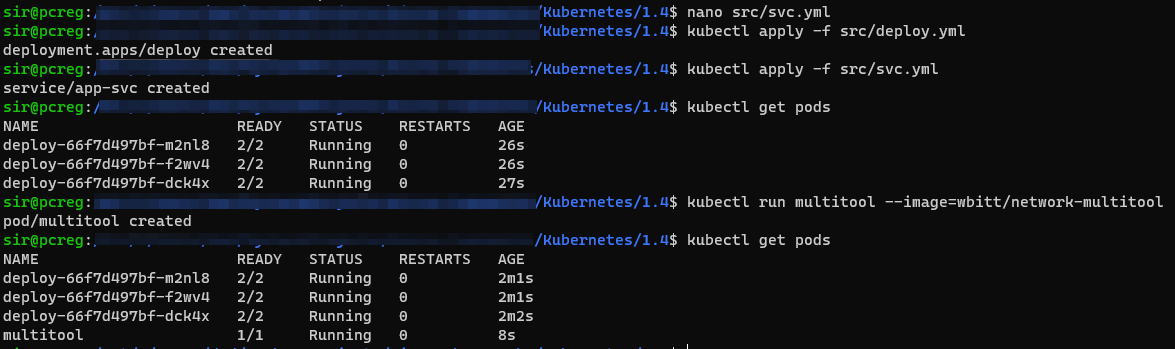 sir@pcreg:/ /Kubernetes/1.4$ nano src/svc.yml
sir@pcreg:/ /Kubernetes/1.4$ kubectl apply -f src/deploy.yml
deployment.apps/deploy created
sir@pcreg:/ s/Kubernetes/1.4$ kubectl apply -f src/svc.yml
service/app-svc created
sir@pcreg:/ /Kubernetes/1.4$ kubectl get pods
NAME READY STATUS RESTARTS AGE
deploy-66f7d497bf-m2nl8 2/2 Running 0 26s
deploy-66f7d497bf-f2wv4 2/2 Running 0 26s
deploy-66f7d497bf-dck4x 2/2 Running 0 27s
sir@pcreg: /Kubernetes/1.4$ kubectl run multitool --image=wbitt/network-multitool
pod/multitool created
sir@pcreg:/ /Kubernetes/1.4$ kubectl get pods
NAME READY STATUS RESTARTS AGE
deploy-66f7d497bf-m2nl8 2/2 Running 0 2m1s
deploy-66f7d497bf-f2wv4 2/2 Running 0 2m1s
deploy-66f7d497bf-dck4x 2/2 Running 0 2m2s
multitool 1/1 Running 0 8s